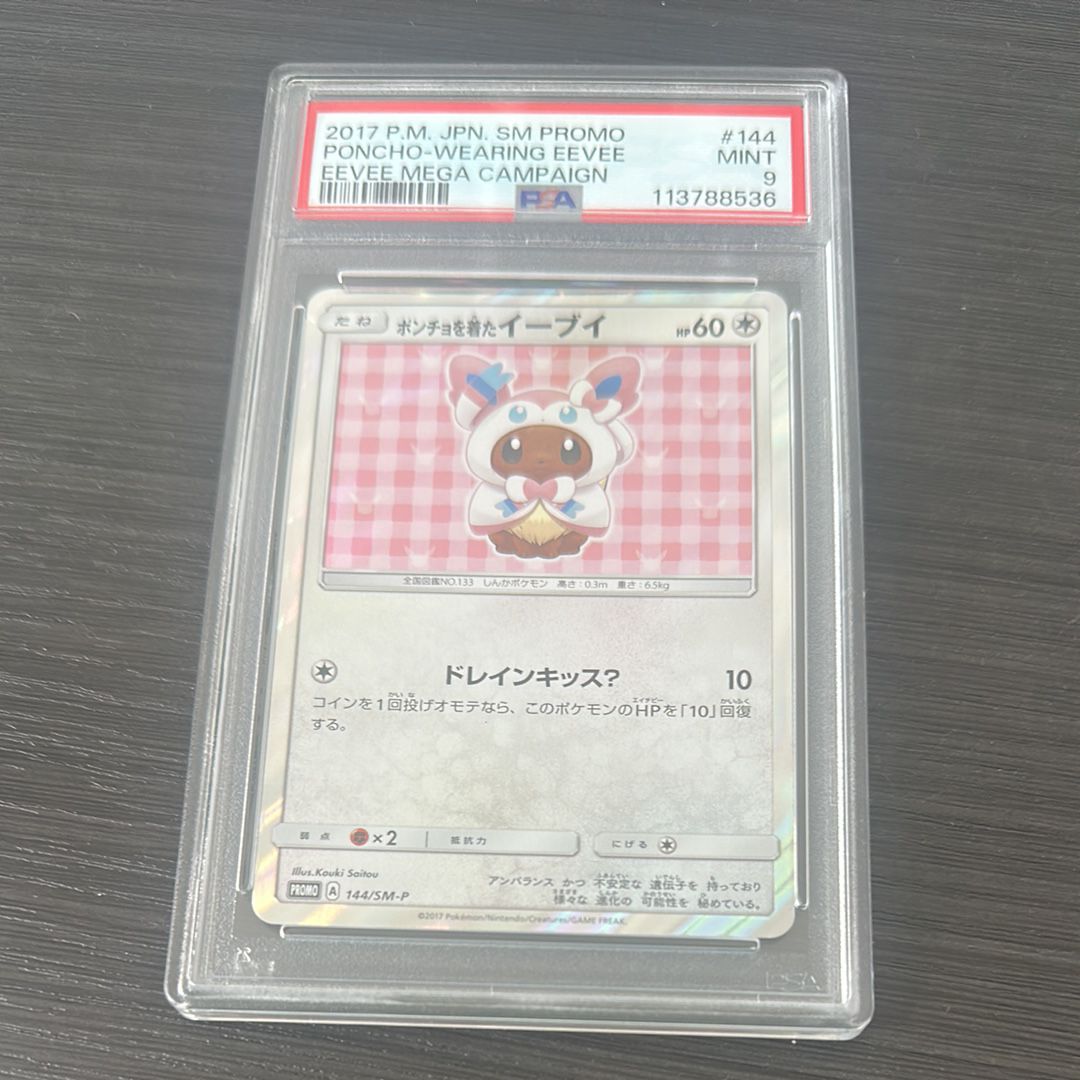 2017 P.M. JPN. SM PROMO #144
PONCHO-WEARING EEVEE MINT
EEVEE MEGA CAMPAIGN 9
PSA 113788536
たね ポンチョを着たイーブイ HP60
全国図鑑NO.133 しんかポケモン 高さ:0.3m 重さ:6.5kg
ドレインキッス? 10
コインを1回投げオモテなら、このポケモンのHPを「10」回復
する。
弱点 ×2 抵抗力 にげる
Illus.Kouki Saitou
アンバランス かつ 不安定な 遺伝子を 持っており
PROMO A 144/SM-P 様々な 進化の 可能性を 秘めている。
©2017 Pokémon/Nintendo/Creatures/GAME FREAK.
PSA